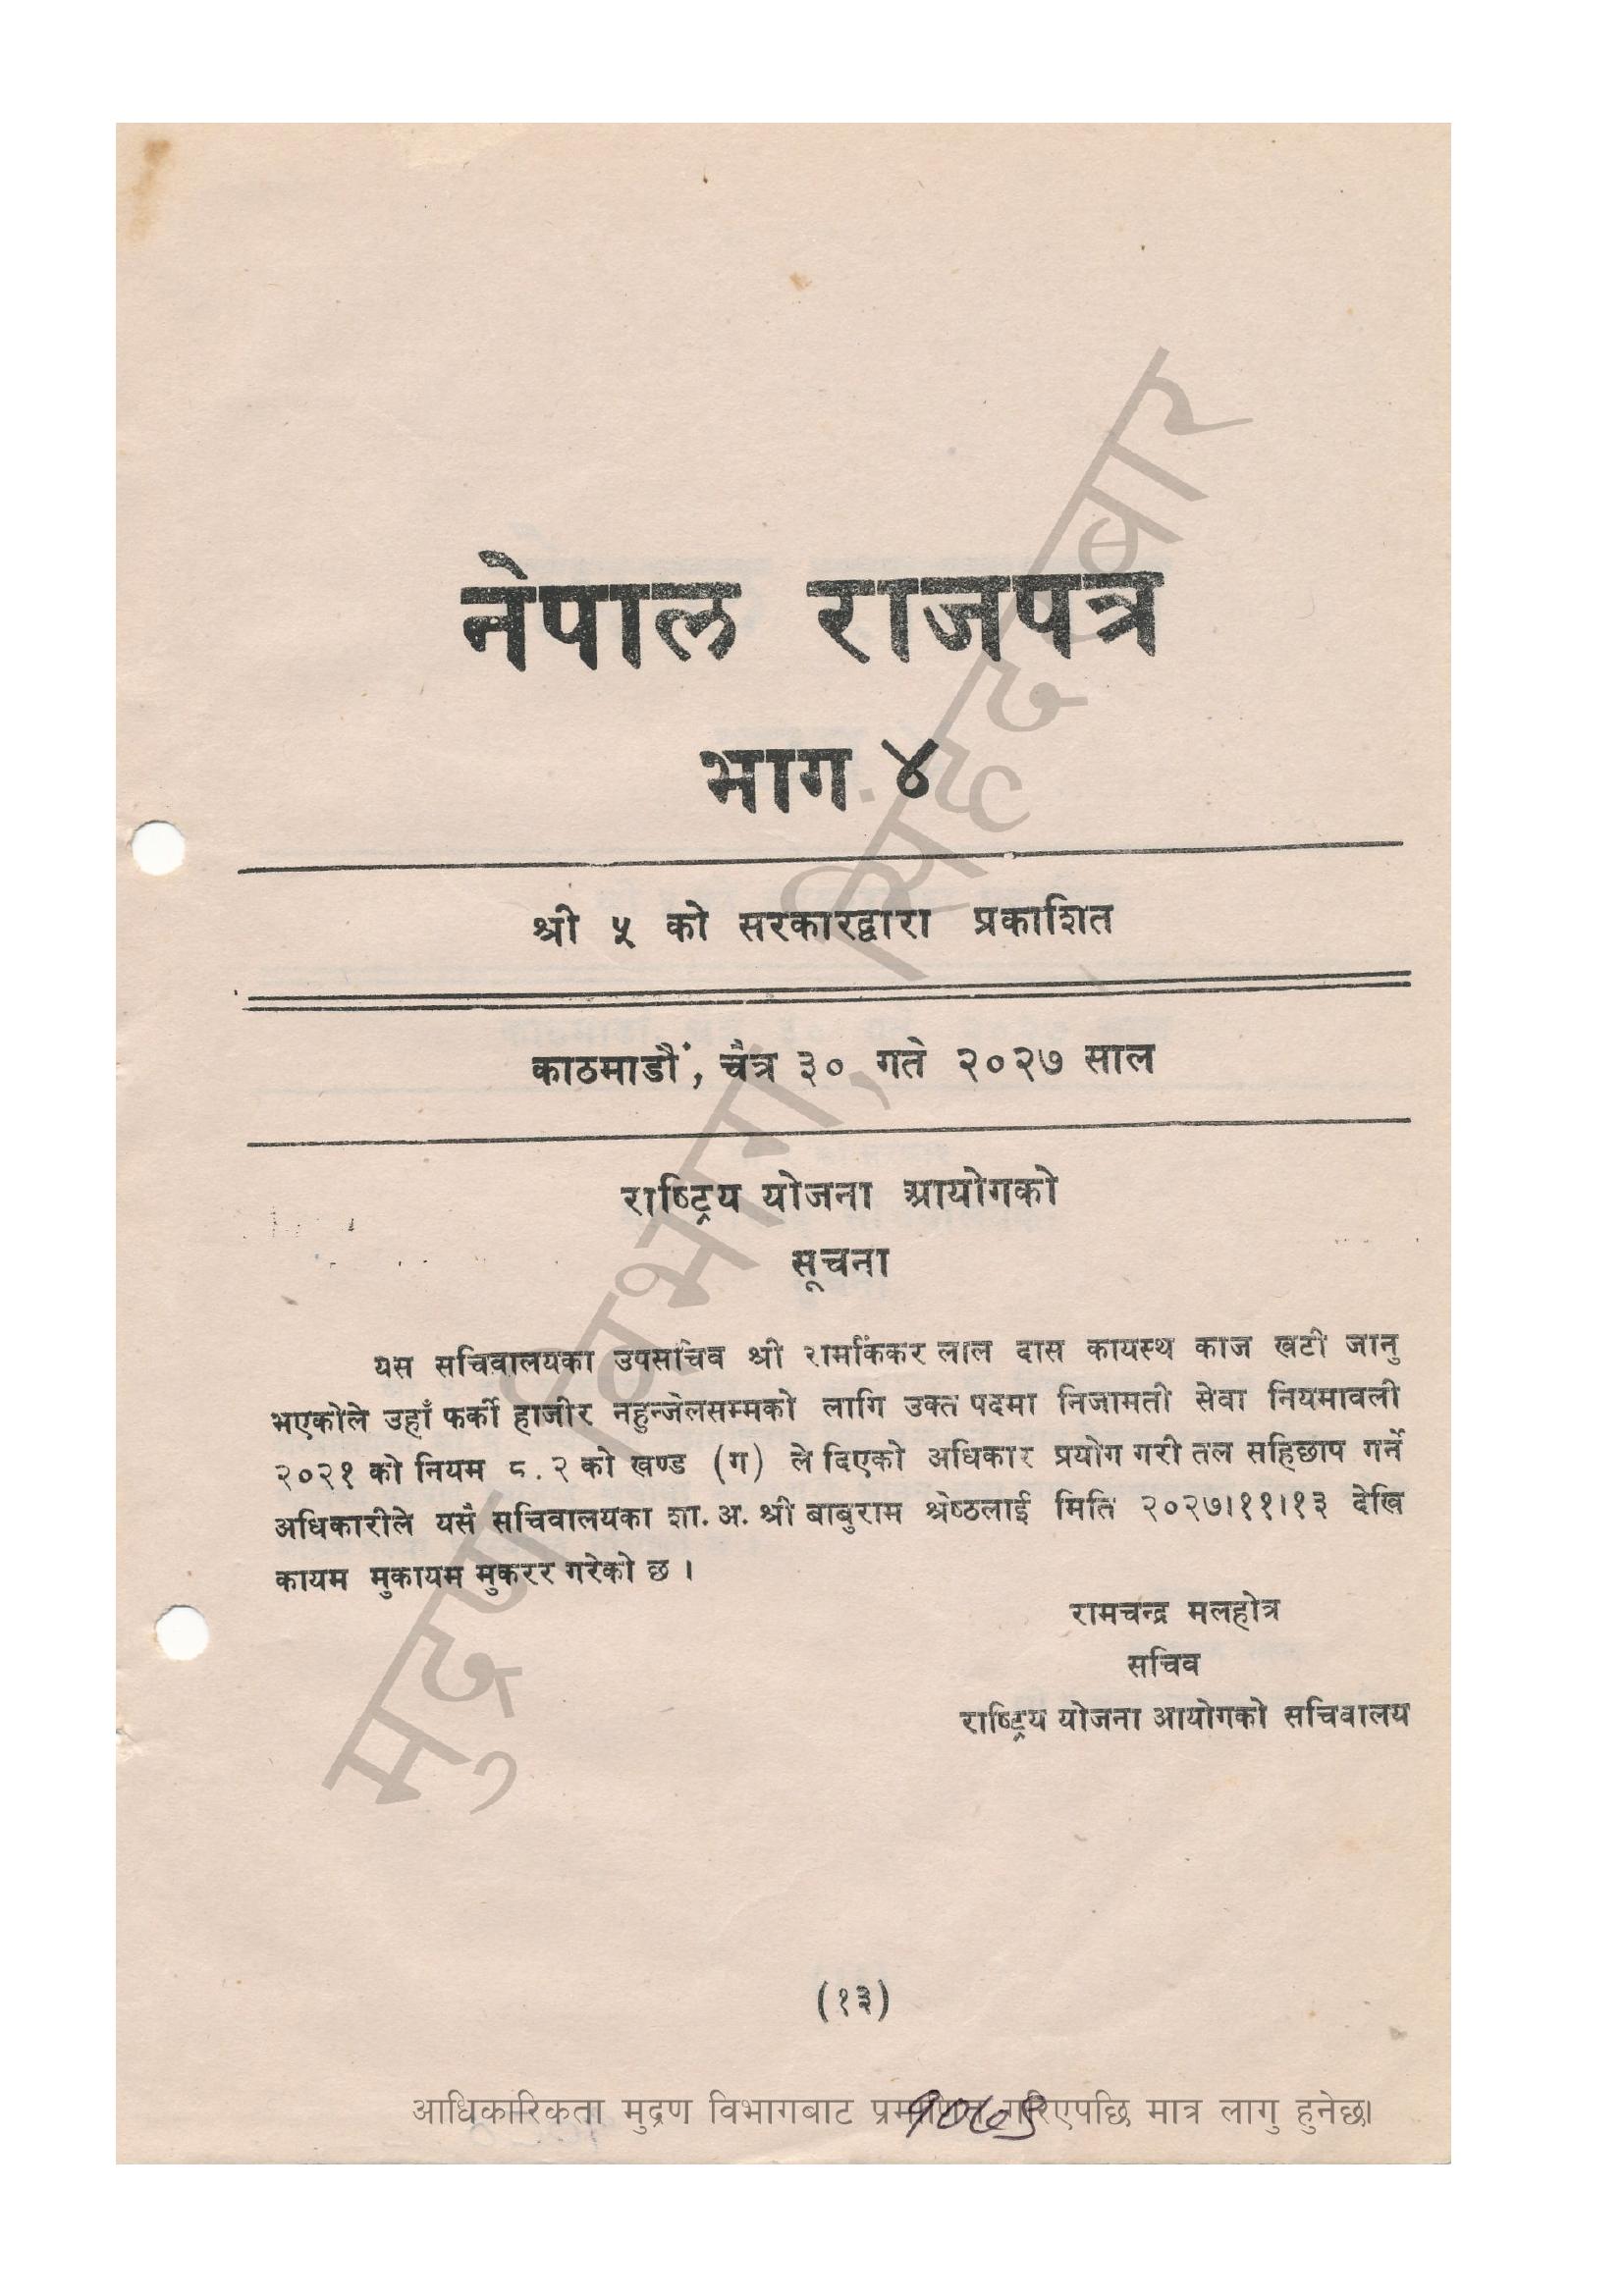 नेपाल राजपत्र
भाग ४
श्री ५ को सरकारद्वारा प्रकाशित
काठमाडौं, चैत्र ३० गते २०२७ साल
राष्ट्रिय योजना आयोगको
सूचना
यस सचिवालयका उपसचिव श्री रामकिंकर लाल दास कायस्थ काज खटी जानु
भएकोले उहाँ फर्की हाजीर नहुन्जेलसम्मको लागि उक्त पदमा निजामती सेवा नियमावली
२०२१ को नियम ८.२ को खण्ड (ग) ले दिएको अधिकार प्रयोग गरी तल सहिछाप गर्ने
अधिकारीले यसै सचिवालयका शा. अ. श्री बाबुराम श्रेष्ठलाई मिति २०२७।११।१३ देखि
कायम मुकायम मुकरर गरेको छ ।
रामचन्द्र मलहोत्र
सचिव
राष्ट्रिय योजना आयोगको सचिवालय
(१३)
आधिकारिकता मुद्रण विभागबाट प्रमाणित गरिएपछि मात्र लागु हुनेछ।
मुद्रण विभाग, सिंहदरबार